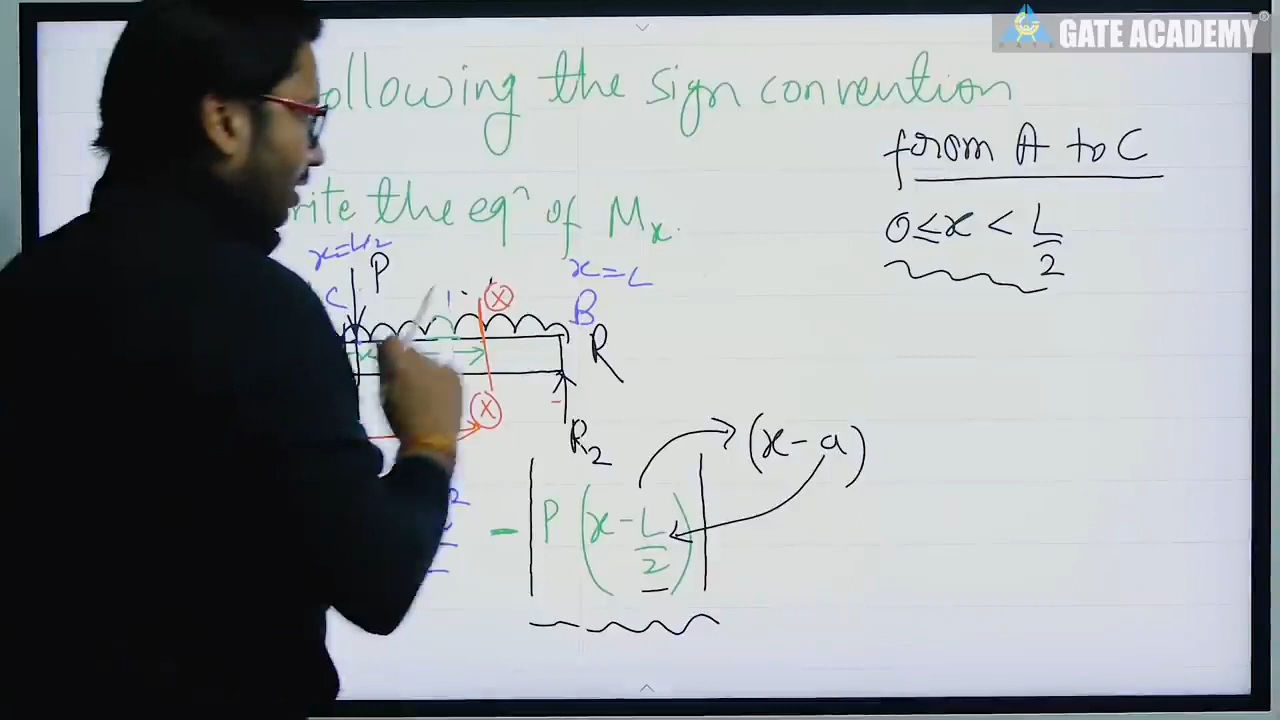 GATE ACADEMY®
ollowing the sign convention
from A to C
rite the eqn of Mx.
0≤x < L/2
x=L/2
P
x=L
C
X
B
R
X
R2
(x-a)
- | P (x - L/2) |